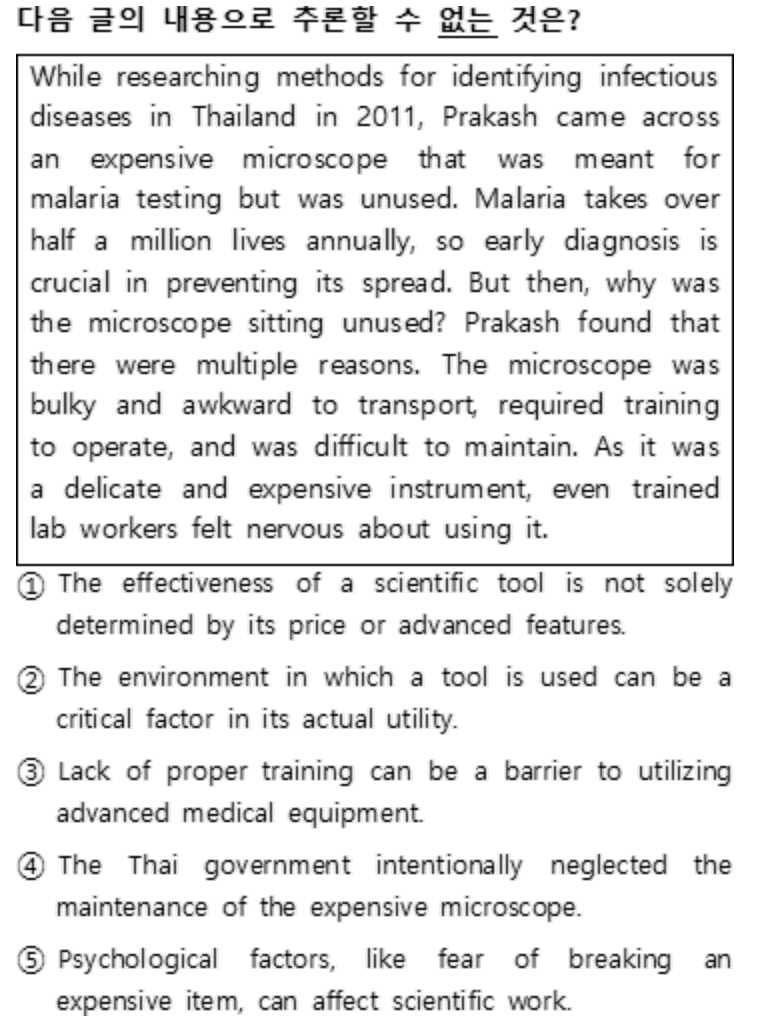 다음 글의 내용으로 추론할 수 없는 것은?
While researching methods for identifying infectious
diseases in Thailand in 2011, Prakash came across
an expensive microscope that was meant for
malaria testing but was unused. Malaria takes over
half a million lives annually, so early diagnosis is
crucial in preventing its spread. But then, why was
the microscope sitting unused? Prakash found that
there were multiple reasons. The microscope was
bulky and awkward to transport, required training
to operate, and was difficult to maintain. As it was
a delicate and expensive instrument, even trained
lab workers felt nervous about using it.
① The effectiveness of a scientific tool is not solely
determined by its price or advanced features.
② The environment in which a tool is used can be a
critical factor in its actual utility.
③ Lack of proper training can be a barrier to utilizing
advanced medical equipment.
④ The Thai government intentionally neglected the
maintenance of the expensive microscope.
⑤ Psychological factors, like fear of breaking an
expensive item, can affect scientific work.